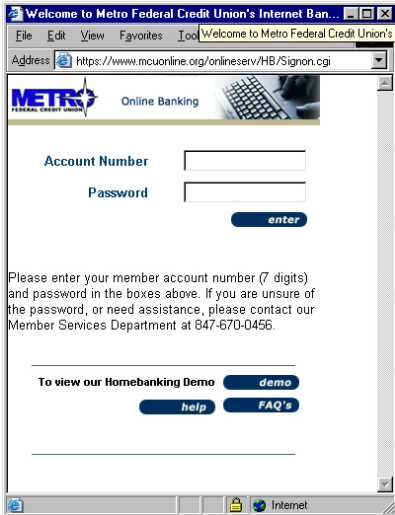 Welcome to Metro Federal Credit Union's Internet Ban...
File Edit View Favorites Tool
Welcome to Metro Federal Credit Union's
Address https://www.mcuonline.org/onlineserv/HB/Signon.cgi
METRO
FEDERAL CREDIT UNION
Online Banking
Account Number
Password
enter
Please enter your member account number (7 digits)
and password in the boxes above. If you are unsure of
the password, or need assistance, please contact our
Member Services Department at 847-670-0456.
To view our Homebanking Demo demo
help FAQ's
Internet